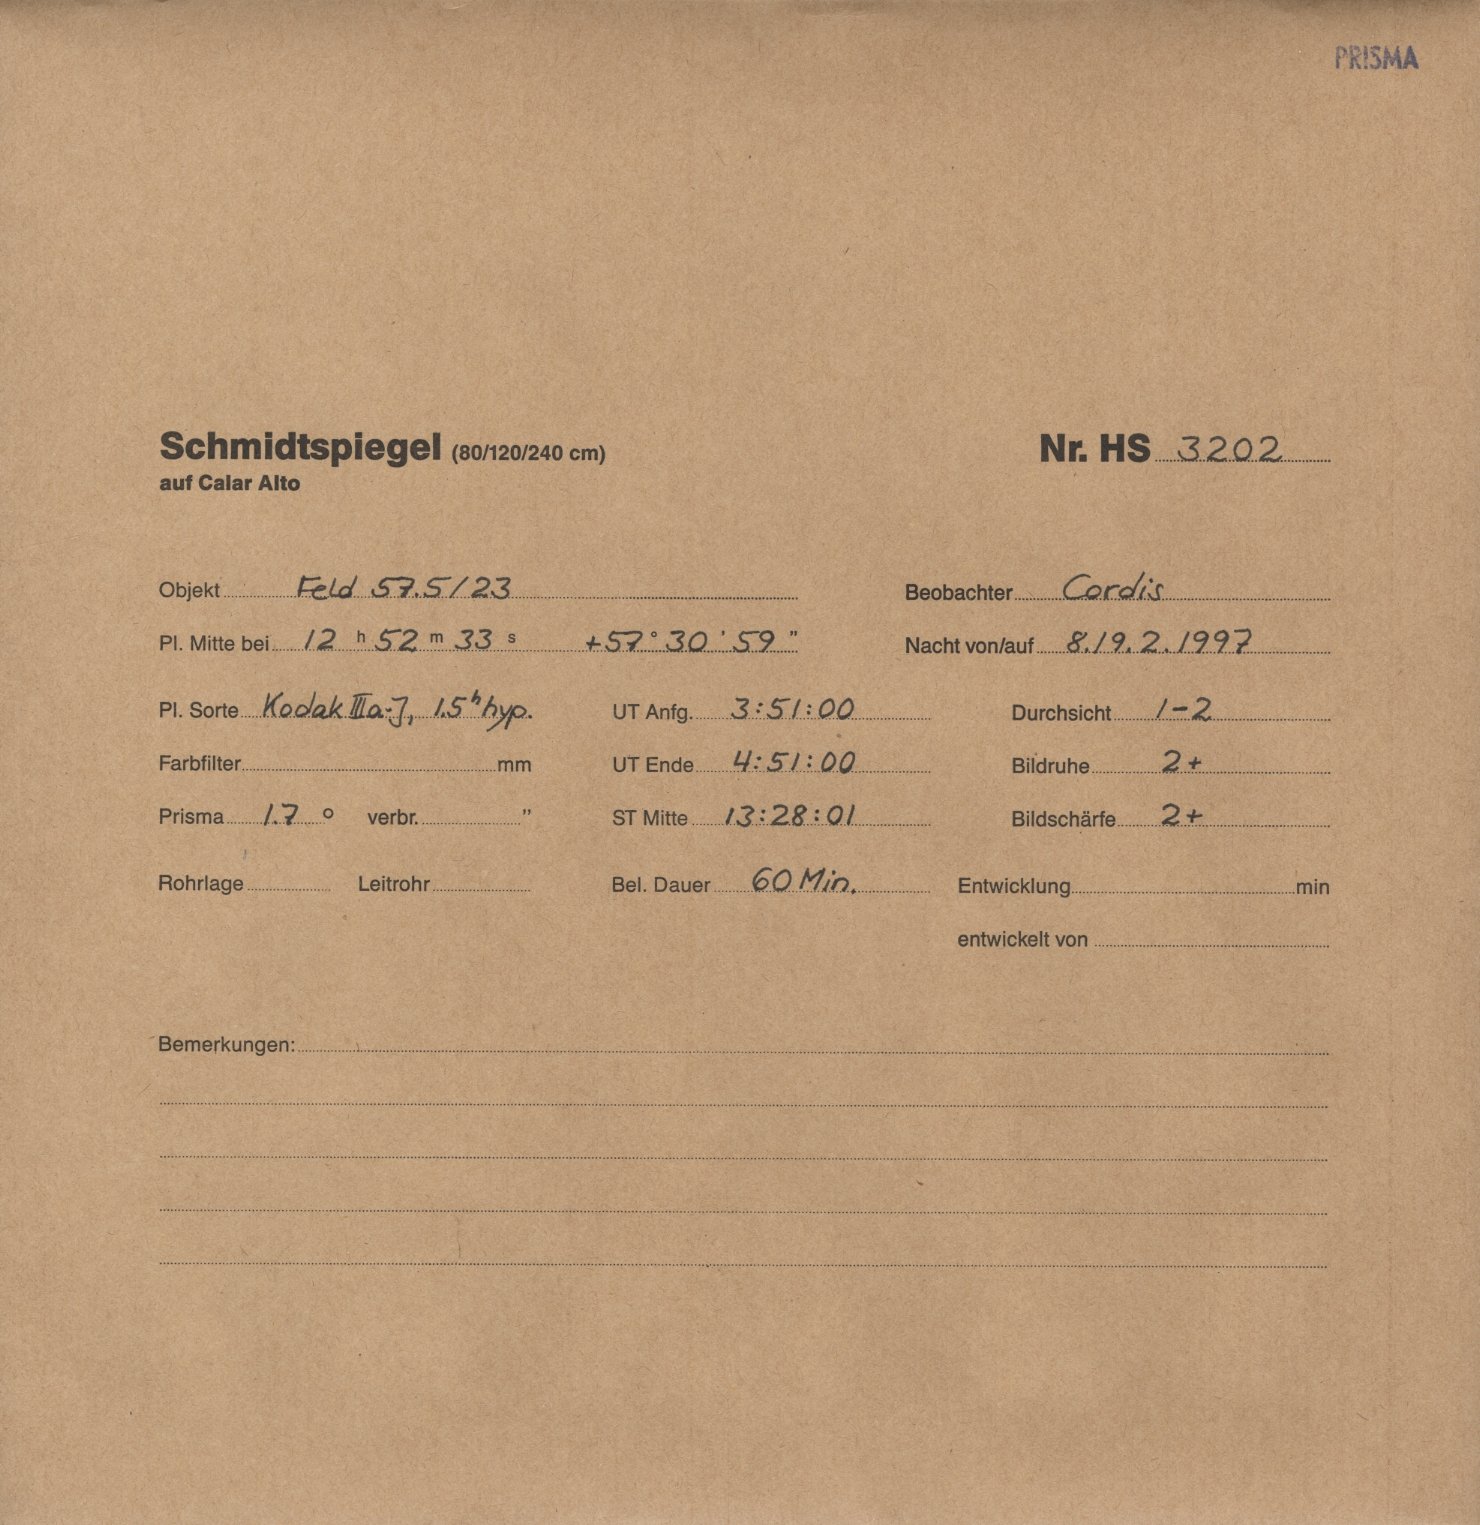 PRISMA
Schmidtspiegel (80/120/240 cm)
auf Calar Alto
Nr. HS 3202
Objekt Feld 57.5/23
Beobachter Cordis
Pl. Mitte bei 12 h 52 m 33 s +57° 30' 59"
Nacht von/auf 8./9.2.1997
Pl. Sorte Kodak IIIa-J, 1.5ʰ hyp.
UT Anfg. 3:51:00
Durchsicht 1-2
Farbfilter mm
UT Ende 4:51:00
Bildruhe 2+
Prisma 1.7 ° verbr. "
ST Mitte 13:28:01
Bildschärfe 2+
Rohrlage Leitrohr
Bel. Dauer 60 Min.
Entwicklung min
entwickelt von
Bemerkungen: